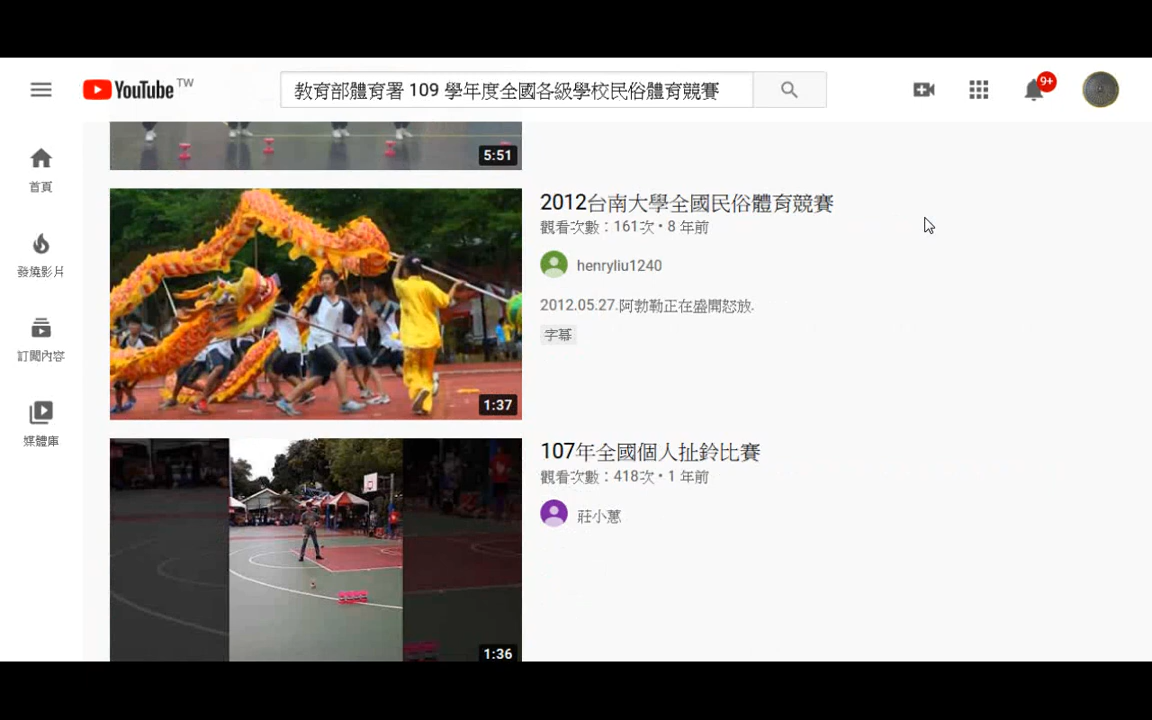 YouTube TW
教育部體育署 109 學年度全國各級學校民俗體育競賽
9+
首頁
發燒影片
訂閱內容
媒體庫
5:51
2012台南大學全國民俗體育競賽
觀看次數：161次 • 8 年前
henryliu1240
2012.05.27.阿勃勒正在盛開怒放.
字幕
1:37
107年全國個人扯鈴比賽
觀看次數：418次 • 1 年前
莊小蕙
1:36